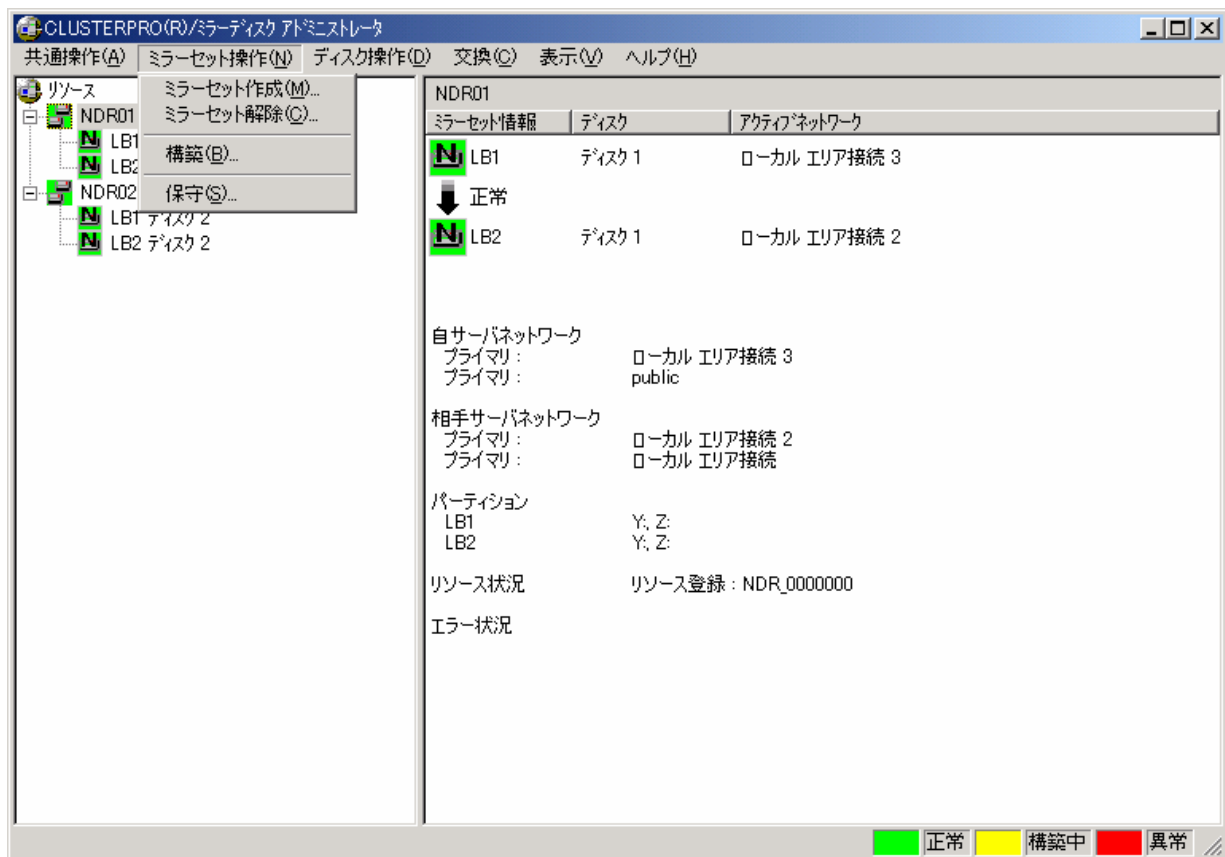 CLUSTERPRO(R)/ﾐﾗｰﾃﾞｨｽｸ ｱﾄﾞﾐﾆｽﾄﾚｰﾀ
共通操作(A) ミラーセット操作(N) ディスク操作(D) 交換(C) 表示(V) ヘルプ(H)
ミラーセット作成(M)...
ミラーセット解除(C)...
構築(B)...
保守(S)...
リソース
NDR01
LB1
LB2
NDR02
LB1 ディスク 2
LB2 ディスク 2
NDR01
ミラーセット情報 ディスク アクティブネットワーク
LB1 ディスク 1 ローカル エリア接続 3
正常
LB2 ディスク 1 ローカル エリア接続 2
自サーバネットワーク
プライマリ : ローカル エリア接続 3
プライマリ : public
相手サーバネットワーク
プライマリ : ローカル エリア接続 2
プライマリ : ローカル エリア接続
パーティション
LB1 Y:, Z:
LB2 Y:, Z:
リソース状況 リソース登録 : NDR_0000000
エラー状況
正常 構築中 異常